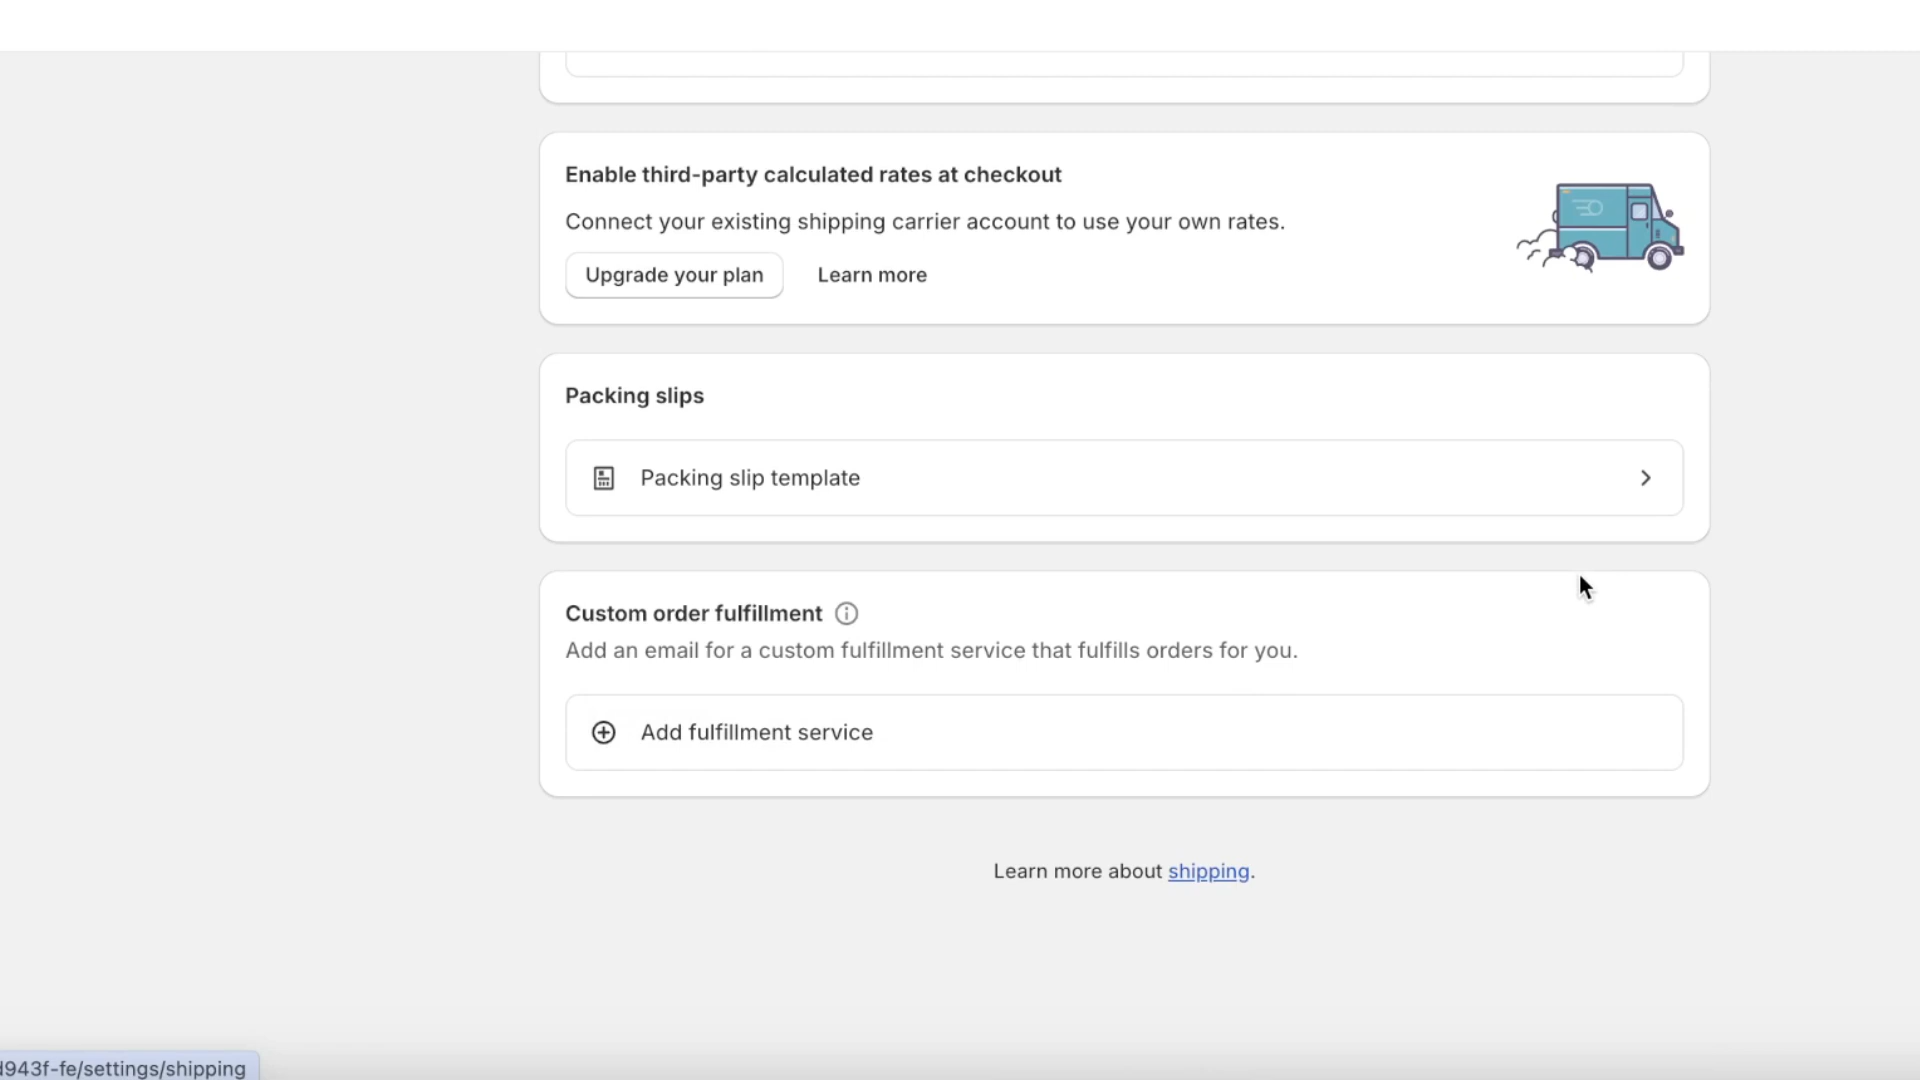 Enable third-party calculated rates at checkout
Connect your existing shipping carrier account to use your own rates.
Upgrade your plan
Learn more
Packing slips
Packing slip template
Custom order fulfillment
Add an email for a custom fulfillment service that fulfills orders for you.
Add fulfillment service
Learn more about shipping.
d943f-fe/settings/shipping